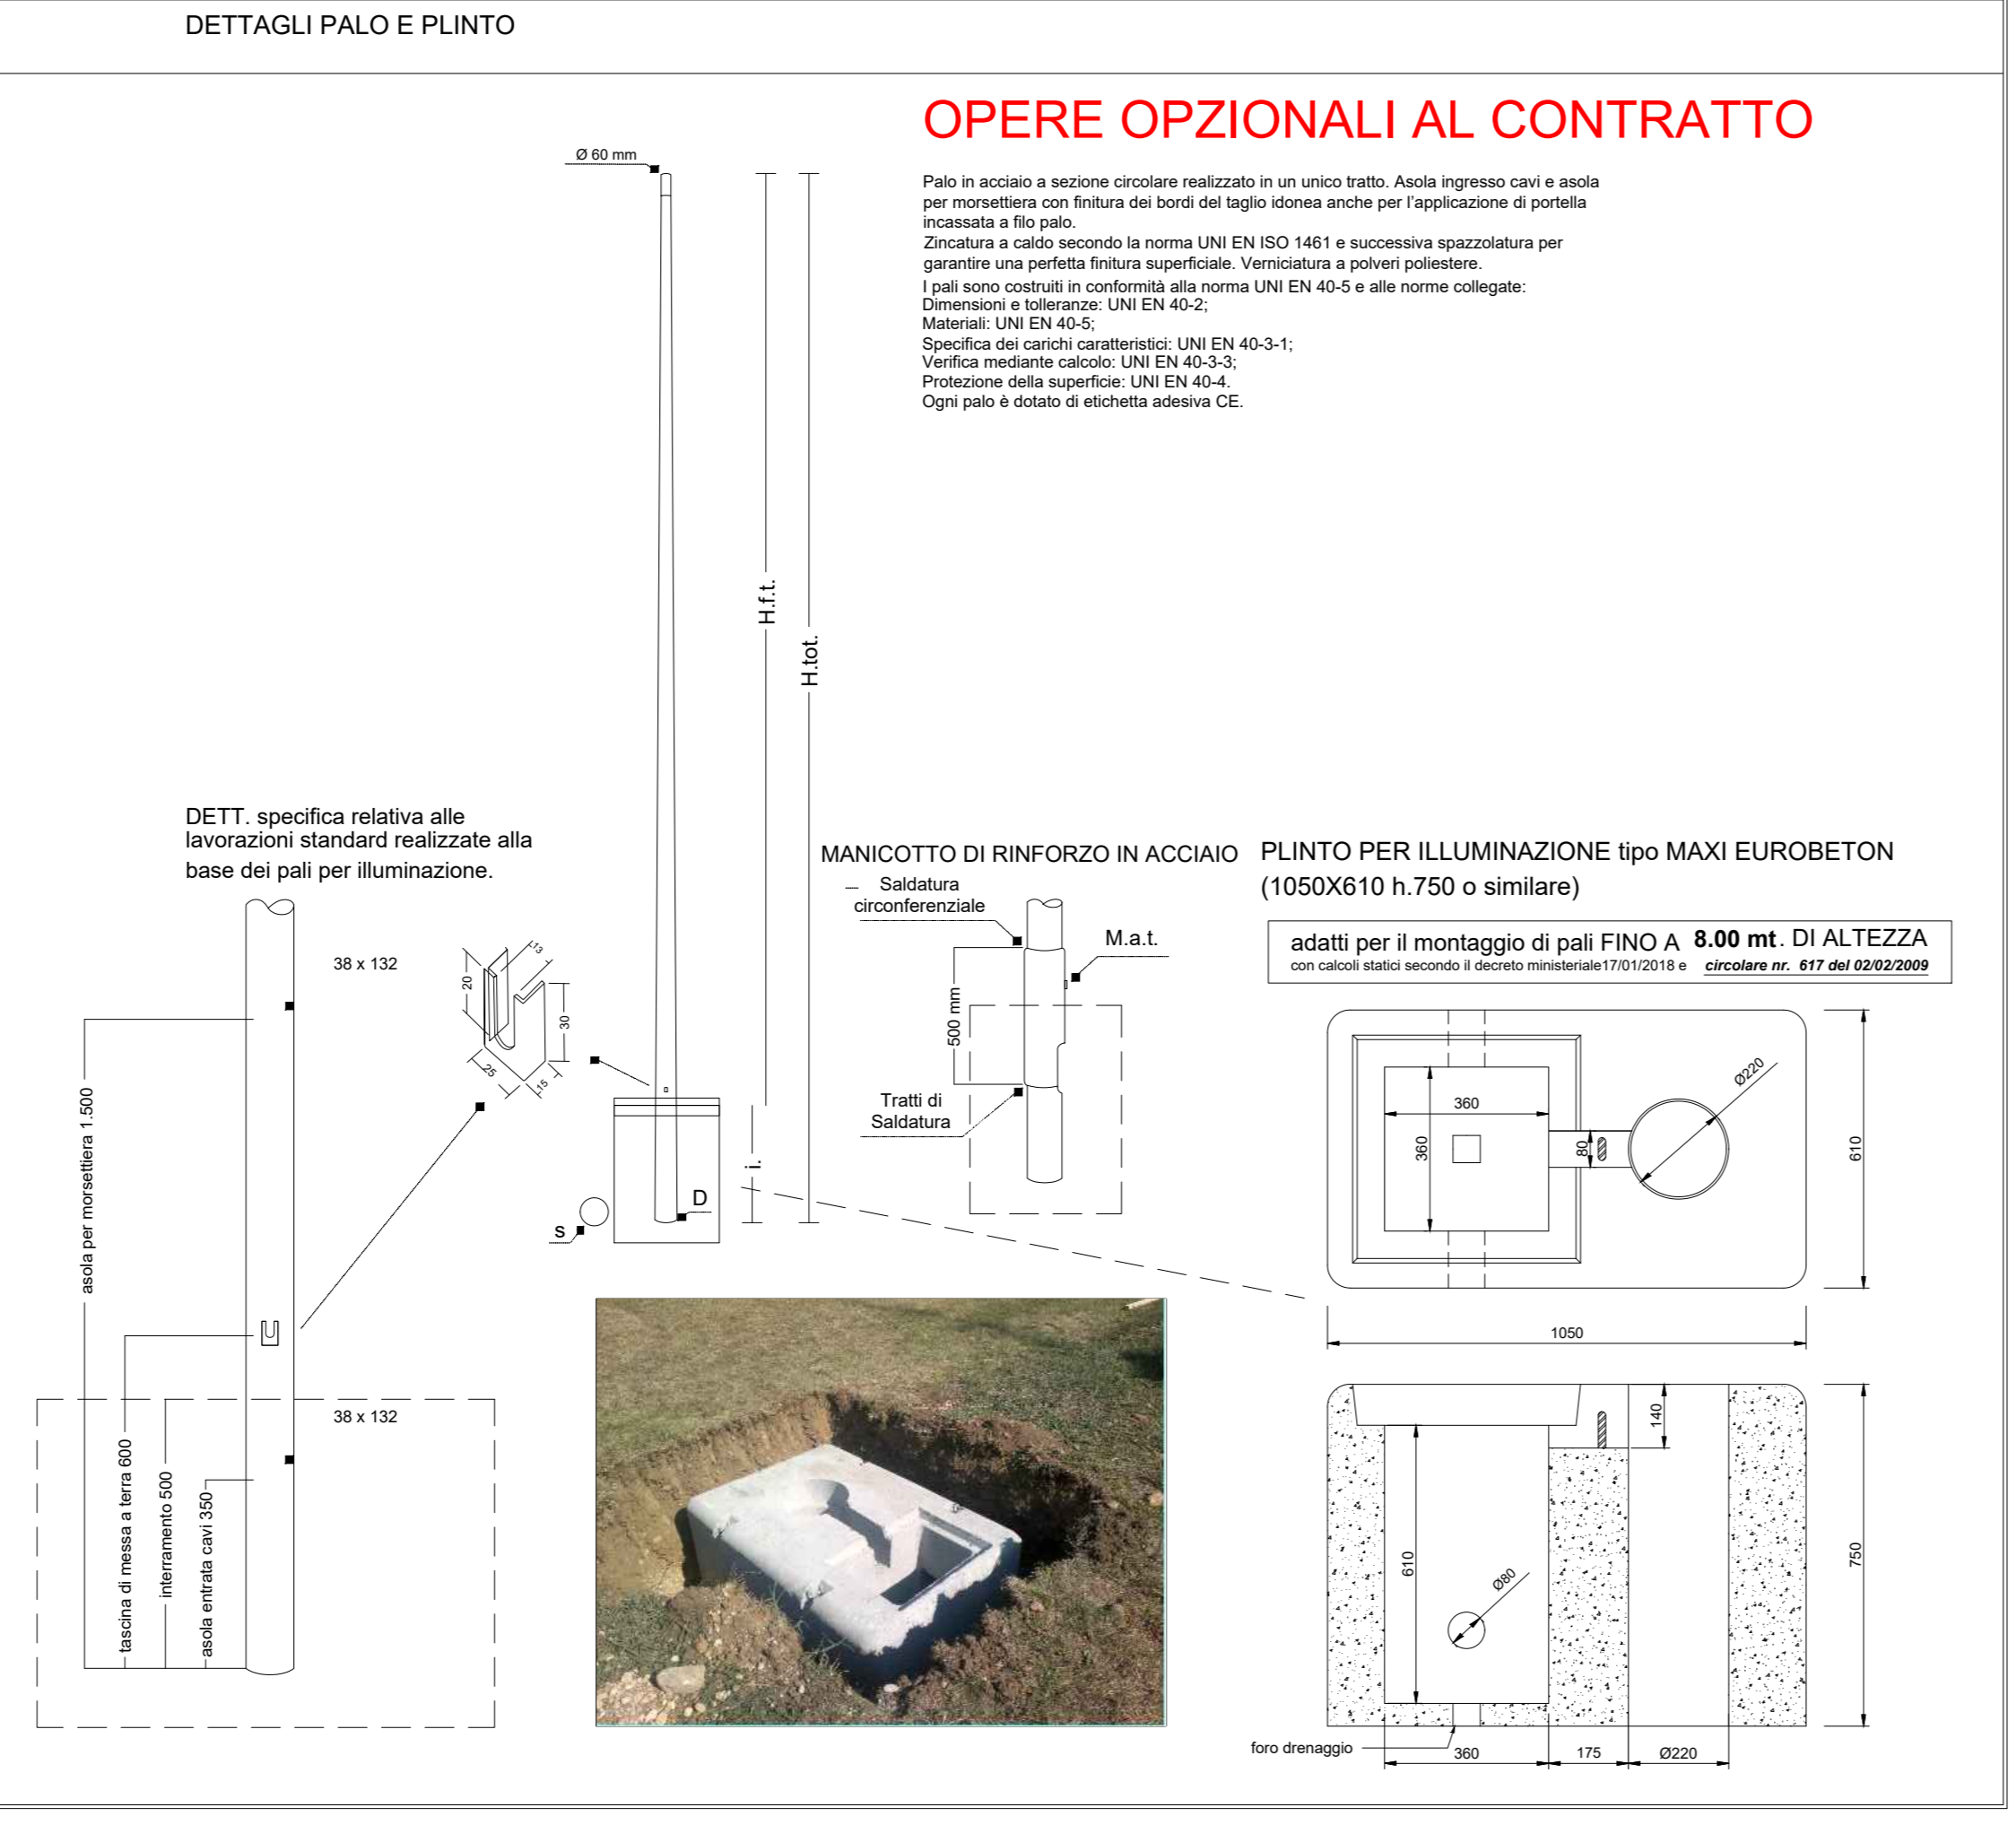 DETTAGLI PALO E PLINTO
OPERE OPZIONALI AL CONTRATTO
Ø 60 mm
Palo in acciaio a sezione circolare realizzato in un unico tratto. Asola ingresso cavi e asola
per morsettiera con finitura dei bordi del taglio idonea anche per l'applicazione di portella
incassata a filo palo.
Zincatura a caldo secondo la norma UNI EN ISO 1461 e successiva spazzolatura per
garantire una perfetta finitura superficiale. Verniciatura a polveri poliestere.
I pali sono costruiti in conformità alla norma UNI EN 40-5 e alle norme collegate:
Dimensioni e tolleranze: UNI EN 40-2;
Materiali: UNI EN 40-5;
Specifica dei carichi caratteristici: UNI EN 40-3-1;
Verifica mediante calcolo: UNI EN 40-3-3;
Protezione della superficie: UNI EN 40-4.
Ogni palo è dotato di etichetta adesiva CE.
H.f.t.
H.tot.
i.
D
s
DETT. specifica relativa alle
lavorazioni standard realizzate alla
base dei pali per illuminazione.
38 x 132
13
20
30
25
15
asola per morsettiera 1.500
tascina di messa a terra 600
interramento 500
asola entrata cavi 350
38 x 132
MANICOTTO DI RINFORZO IN ACCIAIO
Saldatura
circonferenziale
M.a.t.
500 mm
Tratti di
Saldatura
PLINTO PER ILLUMINAZIONE tipo MAXI EUROBETON
(1050X610 h.750 o similare)
adatti per il montaggio di pali FINO A 8.00 mt. DI ALTEZZA
con calcoli statici secondo il decreto ministeriale17/01/2018 e circolare nr. 617 del 02/02/2009
360
360
80
Ø220
610
1050
140
610
Ø80
750
foro drenaggio
360
175
Ø220